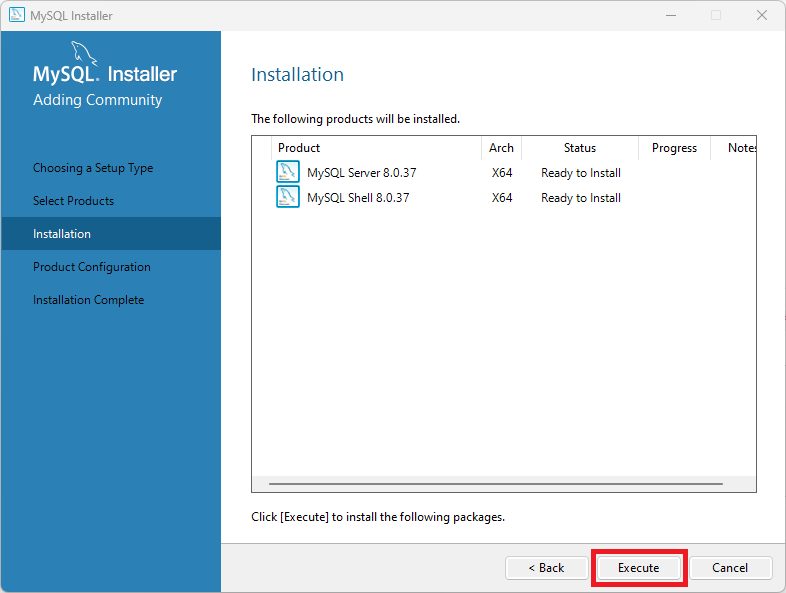 MySQL Installer
MySQL. Installer
Adding Community
Choosing a Setup Type
Select Products
Installation
Product Configuration
Installation Complete
Installation
The following products will be installed.
Product Arch Status Progress Notes
MySQL Server 8.0.37 X64 Ready to Install
MySQL Shell 8.0.37 X64 Ready to Install
Click [Execute] to install the following packages.
< Back Execute Cancel